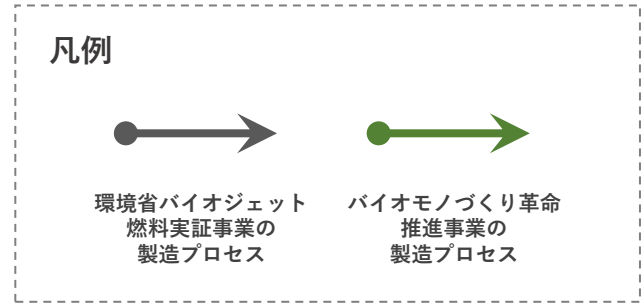 凡例
環境省バイオジェット
燃料実証事業の
製造プロセス
バイオモノづくり革命
推進事業の
製造プロセス